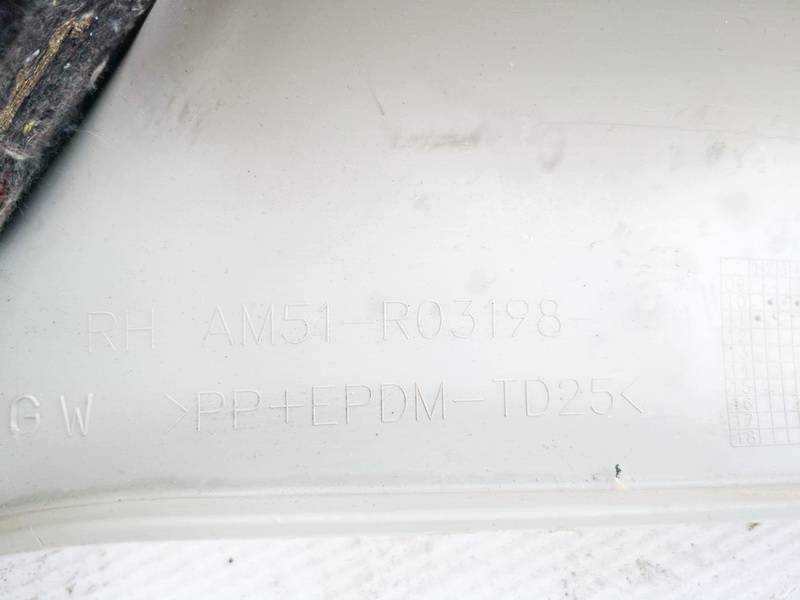 RH AM51-R03198-
GW >PP+EPDM-TD25<